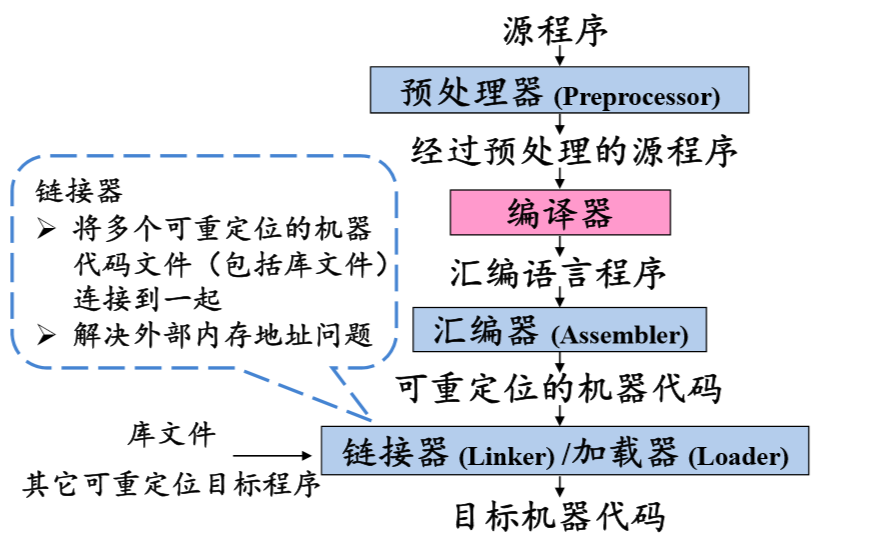 源程序
预处理器 (Preprocessor)
经过预处理的源程序
编译器
汇编语言程序
汇编器 (Assembler)
可重定位的机器代码
链接器 (Linker) /加载器 (Loader)
目标机器代码
链接器
➢ 将多个可重定位的机器
代码文件（包括库文件）
连接到一起
➢ 解决外部内存地址问题
库文件
其它可重定位目标程序